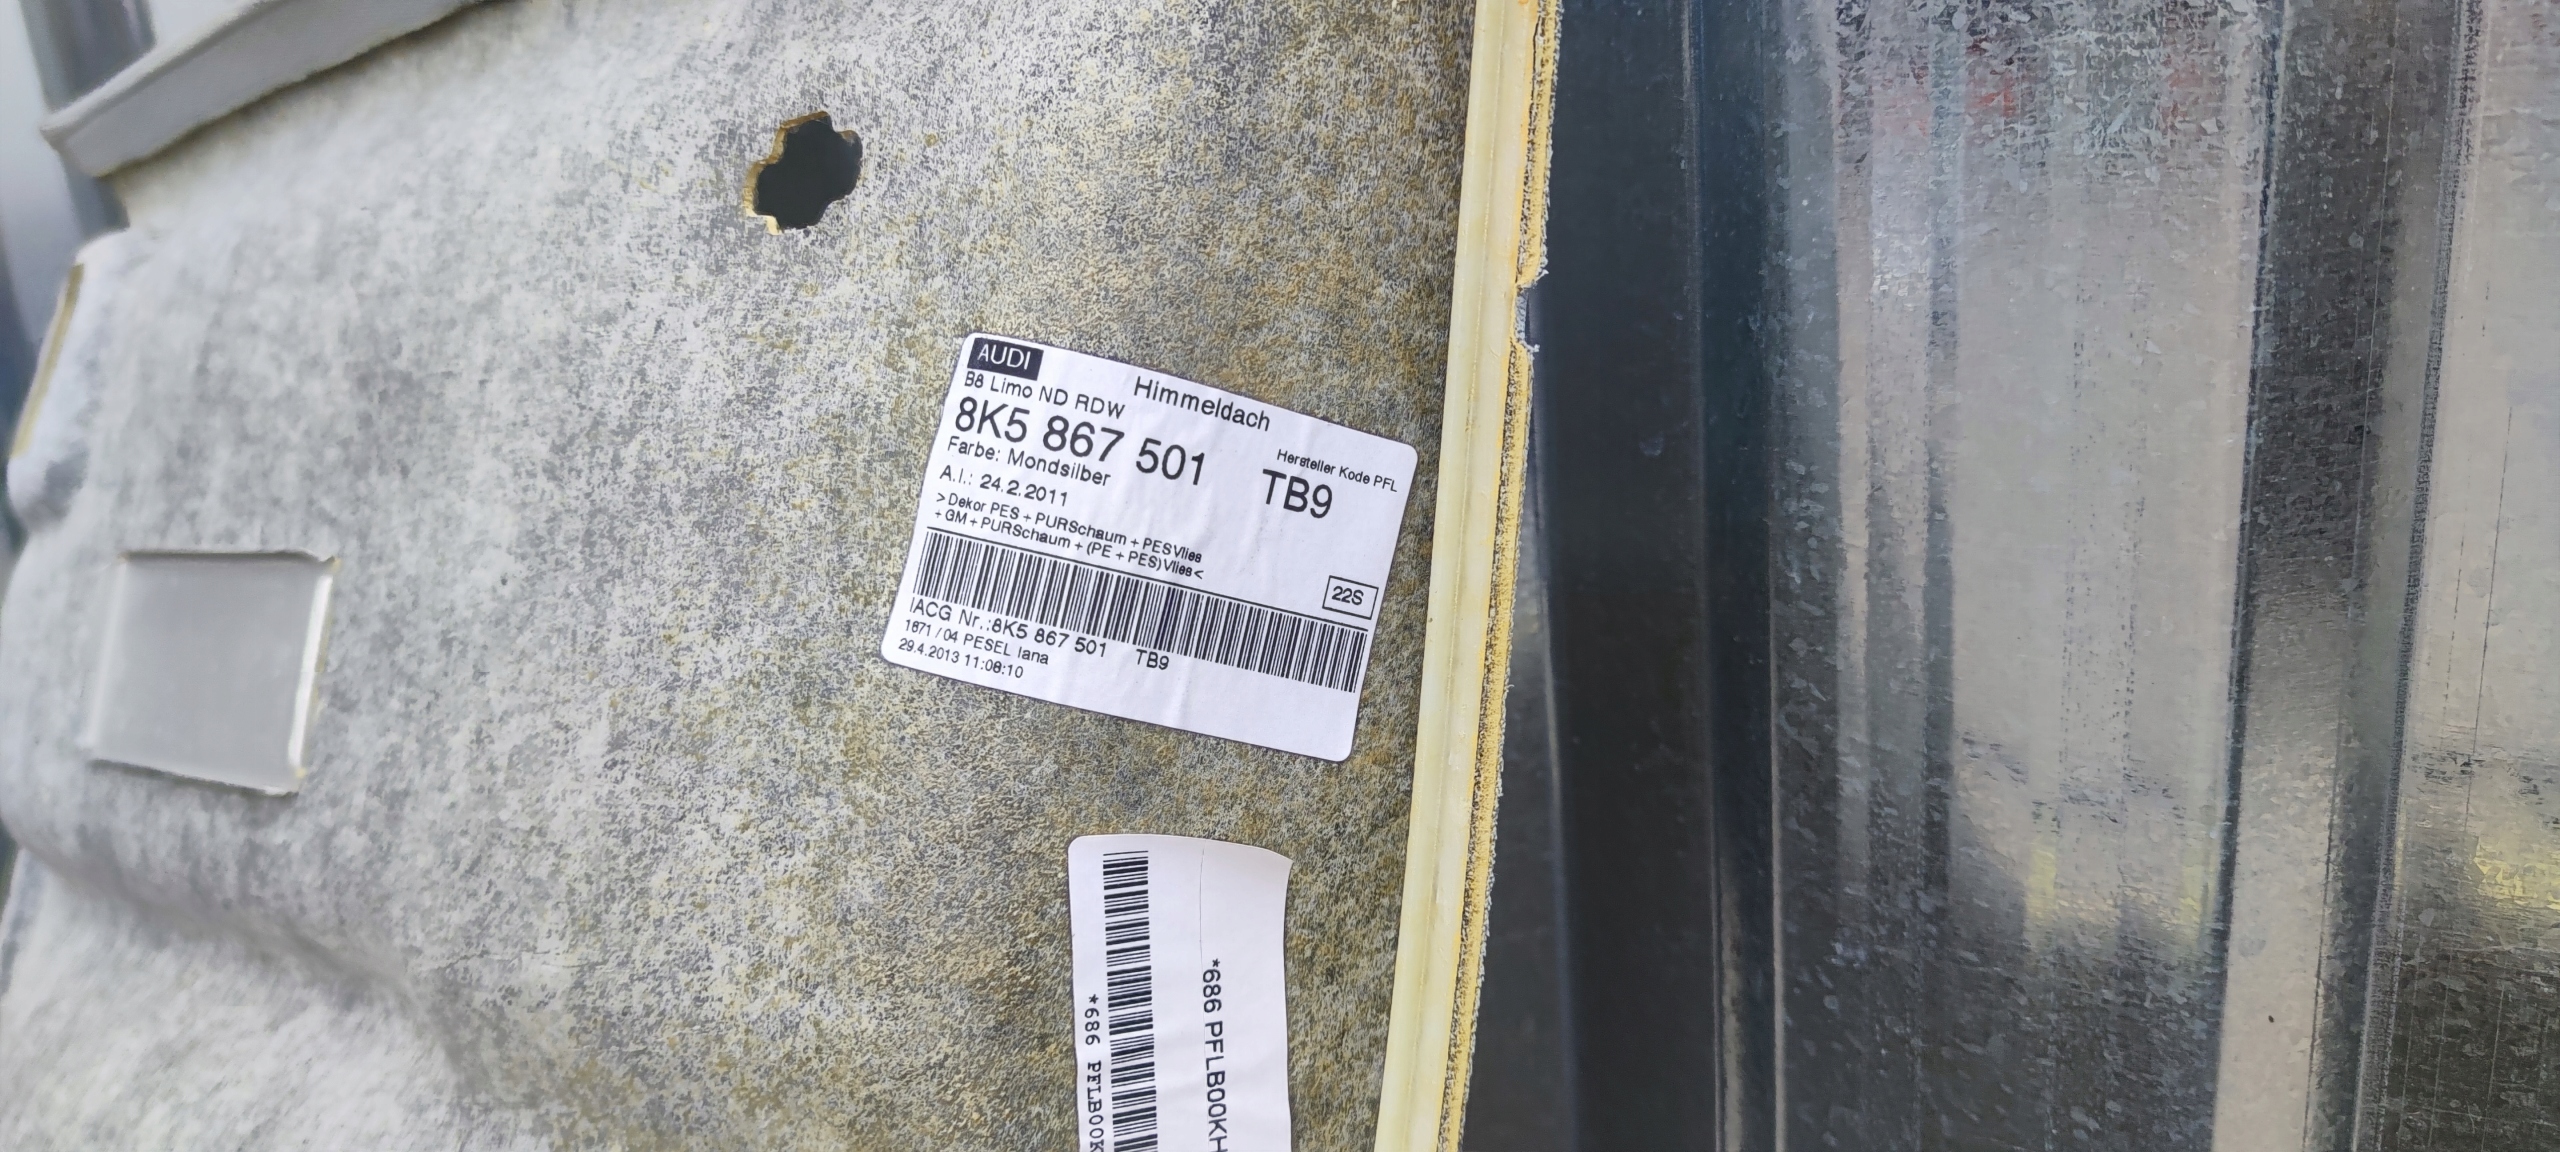 AUDI
Himmeldach
B8 Limo ND RDW
8K5 867 501
Hersteller Kode PFL
TB9
Farbe: Mondsilber
A.I.: 24.2.2011
>Dekor PES + PURSchaum + PESVlies
+ GM + PURSchaum + (PE + PES)Vlies<
22S
IACG Nr.:8K5 867 501 TB9
1671 / 04 PESEL lana
29.4.2013 11:08:10
*686 PFLB00KH
*686 PFLB00K